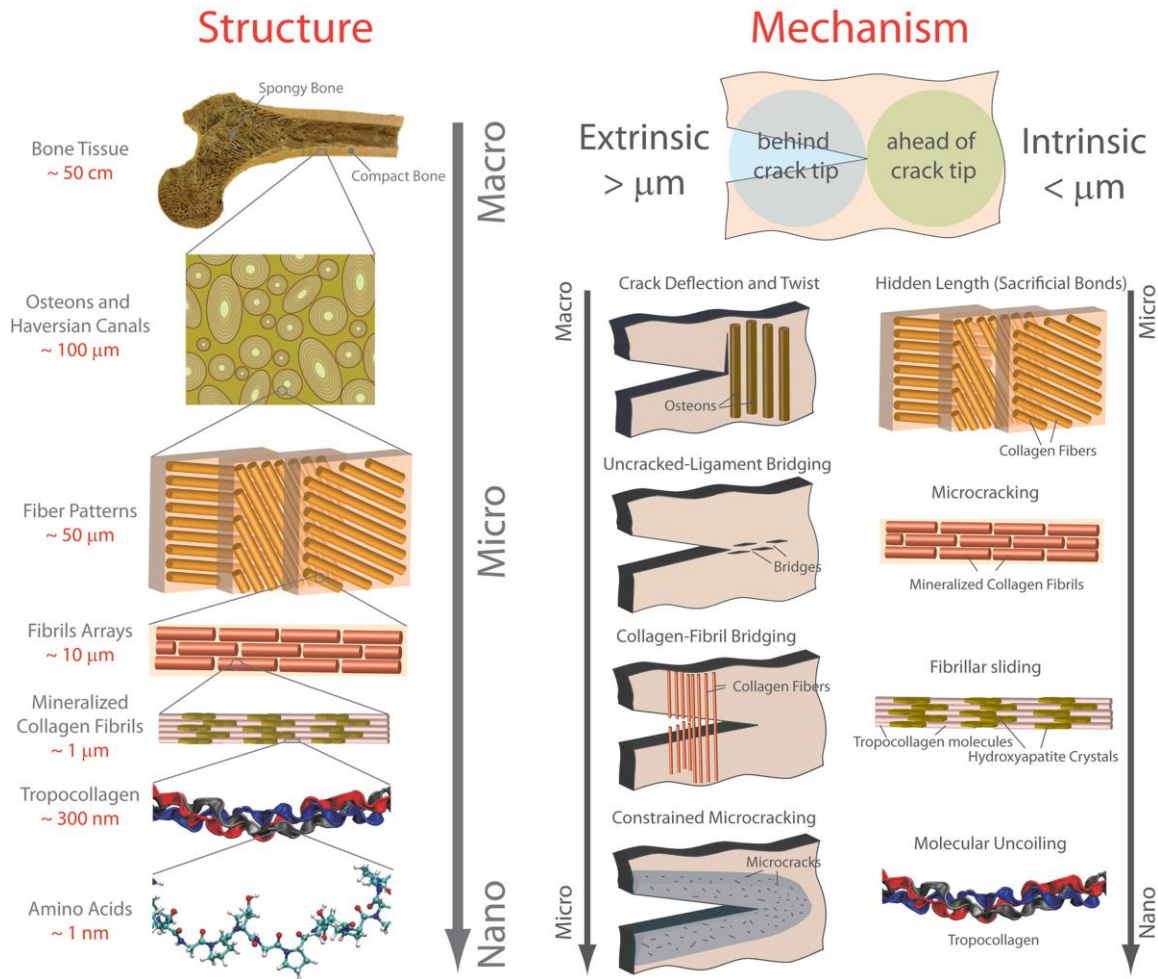 Structure
Spongy Bone
Bone Tissue
~ 50 cm
Compact Bone
Osteons and
Haversian Canals
~ 100 μm
Fiber Patterns
~ 50 μm
Fibrils Arrays
~ 10 μm
Mineralized
Collagen Fibrils
~ 1 μm
Tropocollagen
~ 300 nm
Amino Acids
~ 1 nm
Macro
Micro
Nano
Mechanism
Extrinsic
> μm
behind
crack tip
ahead of
crack tip
Intrinsic
< μm
Macro
Micro
Crack Deflection and Twist
Osteons
Uncracked-Ligament Bridging
Bridges
Collagen-Fibril Bridging
Collagen Fibers
Constrained Microcracking
Microcracks
Hidden Length (Sacrificial Bonds)
Collagen Fibers
Microcracking
Mineralized Collagen Fibrils
Fibrillar sliding
Tropocollagen molecules
Hydroxyapatite Crystals
Molecular Uncoiling
Tropocollagen
Micro
Nano